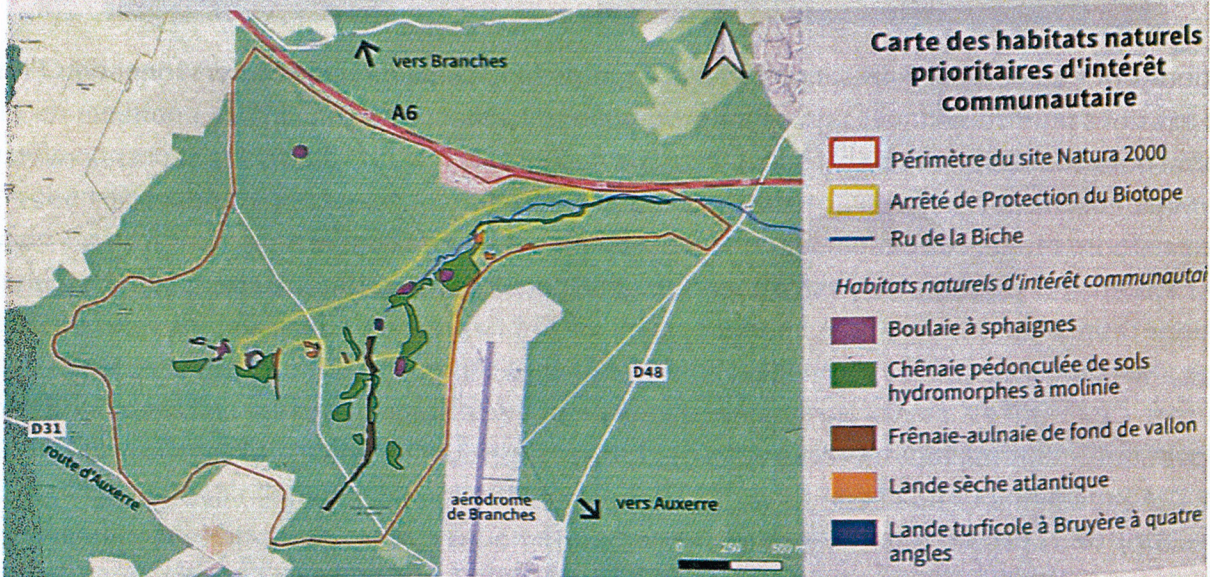 vers Branches
A6
D48
D31
route d'Auxerre
aérodrome
de Branches
vers Auxerre
0 250 500 m
Carte des habitats naturels
prioritaires d'intérêt
communautaire
Périmètre du site Natura 2000
Arrêté de Protection du Biotope
Ru de la Biche
Habitats naturels d'intérêt communautai
Boulaie à sphaignes
Chênaie pédonculée de sols
hydromorphes à molinie
Frênaie-aulnaie de fond de vallon
Lande sèche atlantique
Lande turficole à Bruyère à quatre
angles